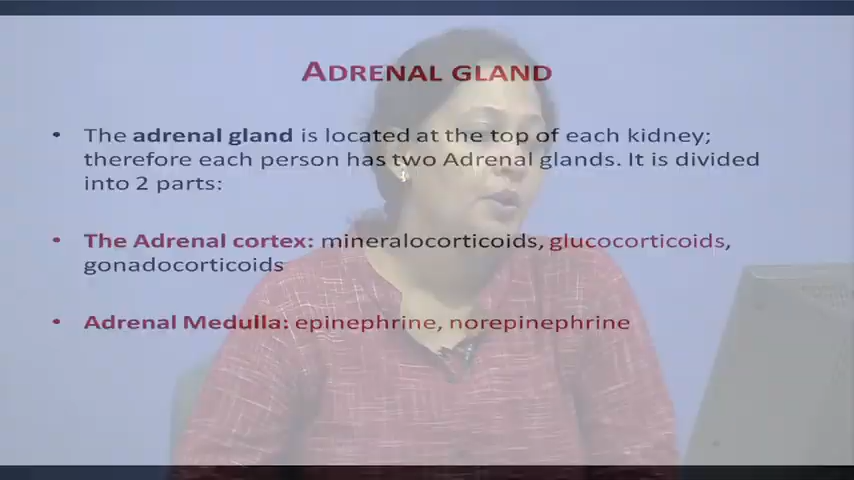 ADRENAL GLAND
• The adrenal gland is located at the top of each kidney;
therefore each person has two Adrenal glands. It is divided
into 2 parts:
• The Adrenal cortex: mineralocorticoids, glucocorticoids,
gonadocorticoids
• Adrenal Medulla: epinephrine, norepinephrine